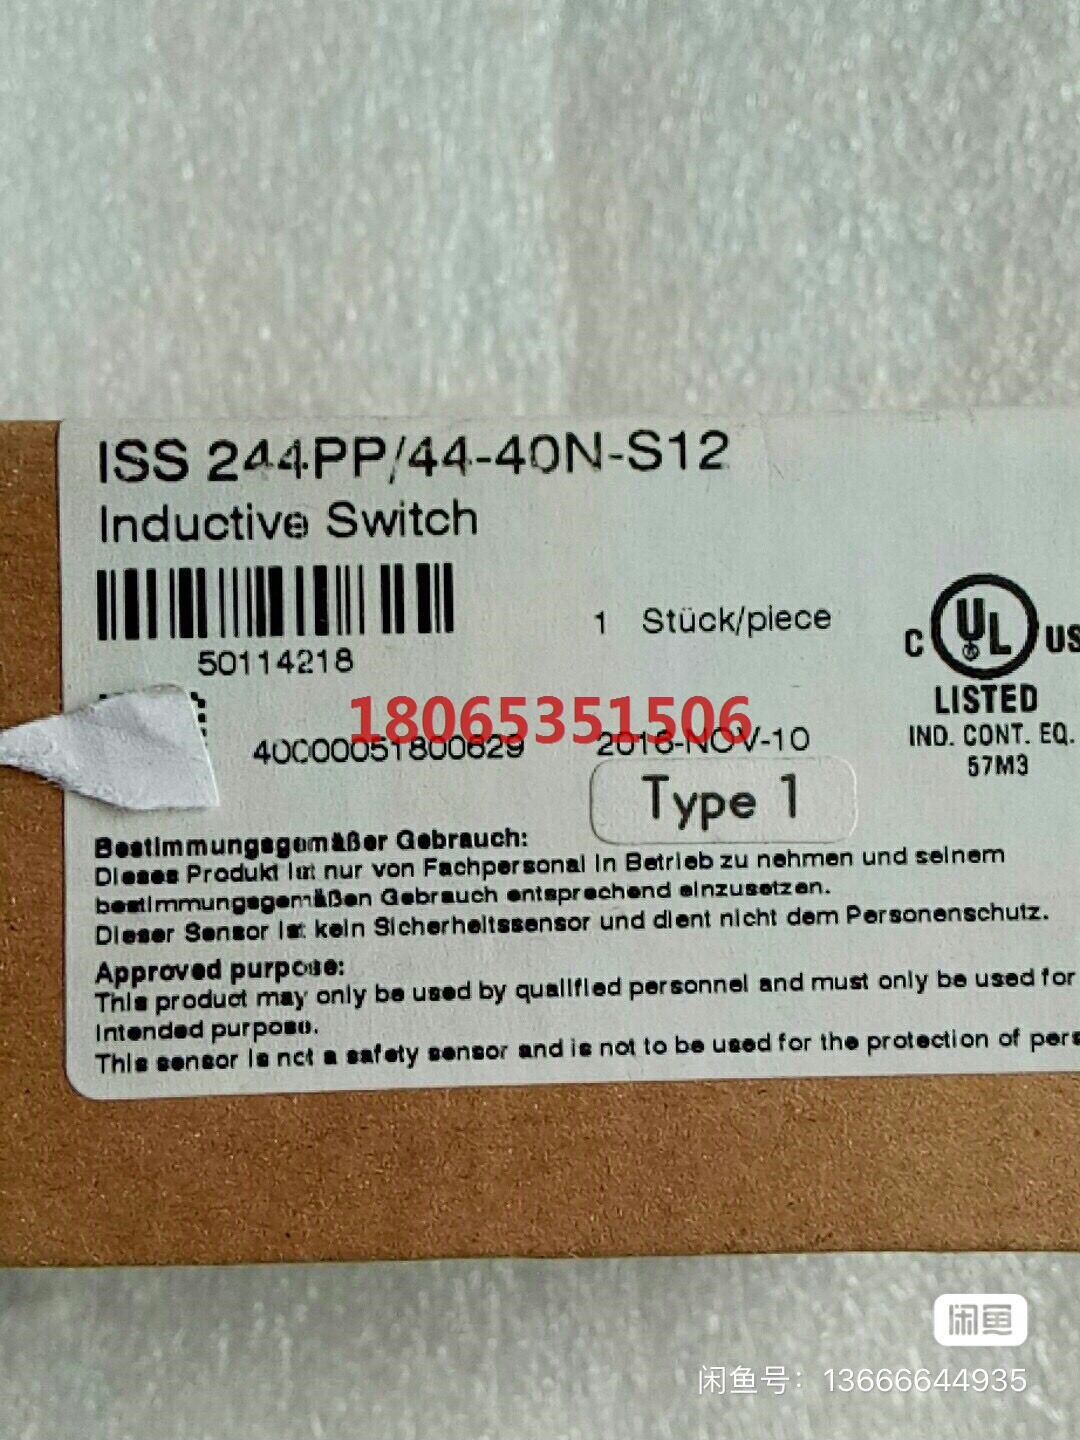 ISS 244PP/44-40N-S12
Inductive Switch
1 Stück/piece
50114218
C UL US
LISTED
IND. CONT. EQ.
57M3
18065351506
40000051800629
2016-NOV-10
Type 1
Bestimmungsgemäßer Gebrauch:
Dieses Produkt ist nur von Fachpersonal in Betrieb zu nehmen und seinem
bestimmungsgemäßen Gebrauch entsprechend einzusetzen.
Dieser Sensor ist kein Sicherheitssensor und dient nicht dem Personenschutz.
Approved purpose:
This product may only be used by qualified personnel and must only be used for
intended purpose.
This sensor is not a safety sensor and is not to be used for the protection of pers
闲鱼
闲鱼号：13666644935